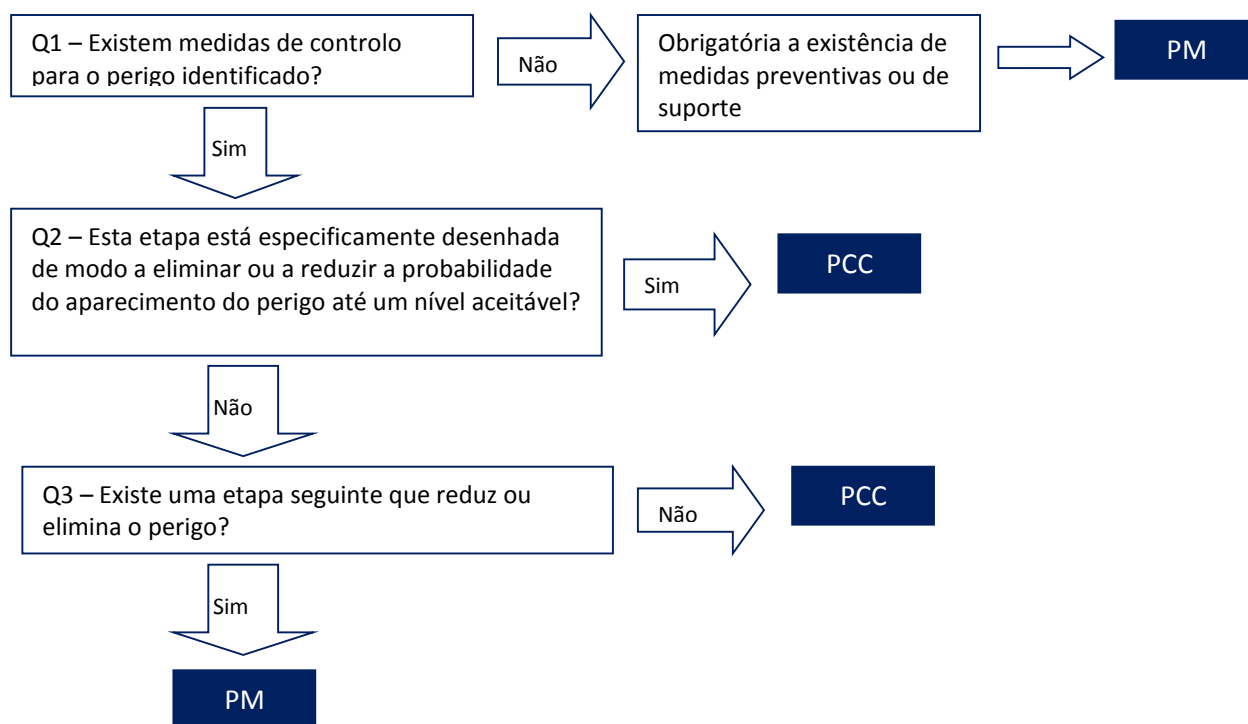 Q1 – Existem medidas de controlo
para o perigo identificado?
Não
Obrigatória a existência de
medidas preventivas ou de
suporte
PM
Sim
Q2 – Esta etapa está especificamente desenhada
de modo a eliminar ou a reduzir a probabilidade
do aparecimento do perigo até um nível aceitável?
Sim
PCC
Não
Q3 – Existe uma etapa seguinte que reduz ou
elimina o perigo?
Não
PCC
Sim
PM